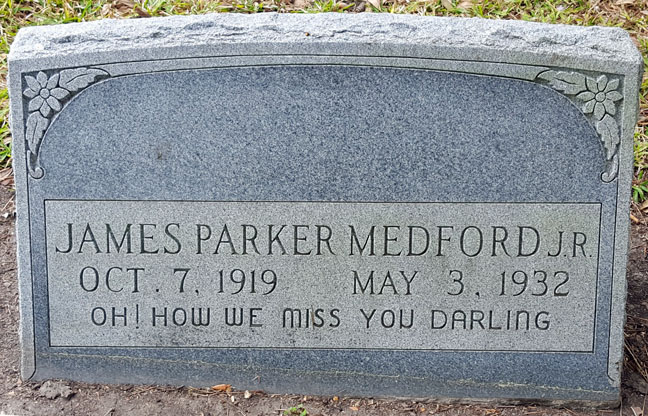 JAMES PARKER MEDFORD J.R.
OCT. 7, 1919 MAY 3, 1932
OH! HOW WE MISS YOU DARLING